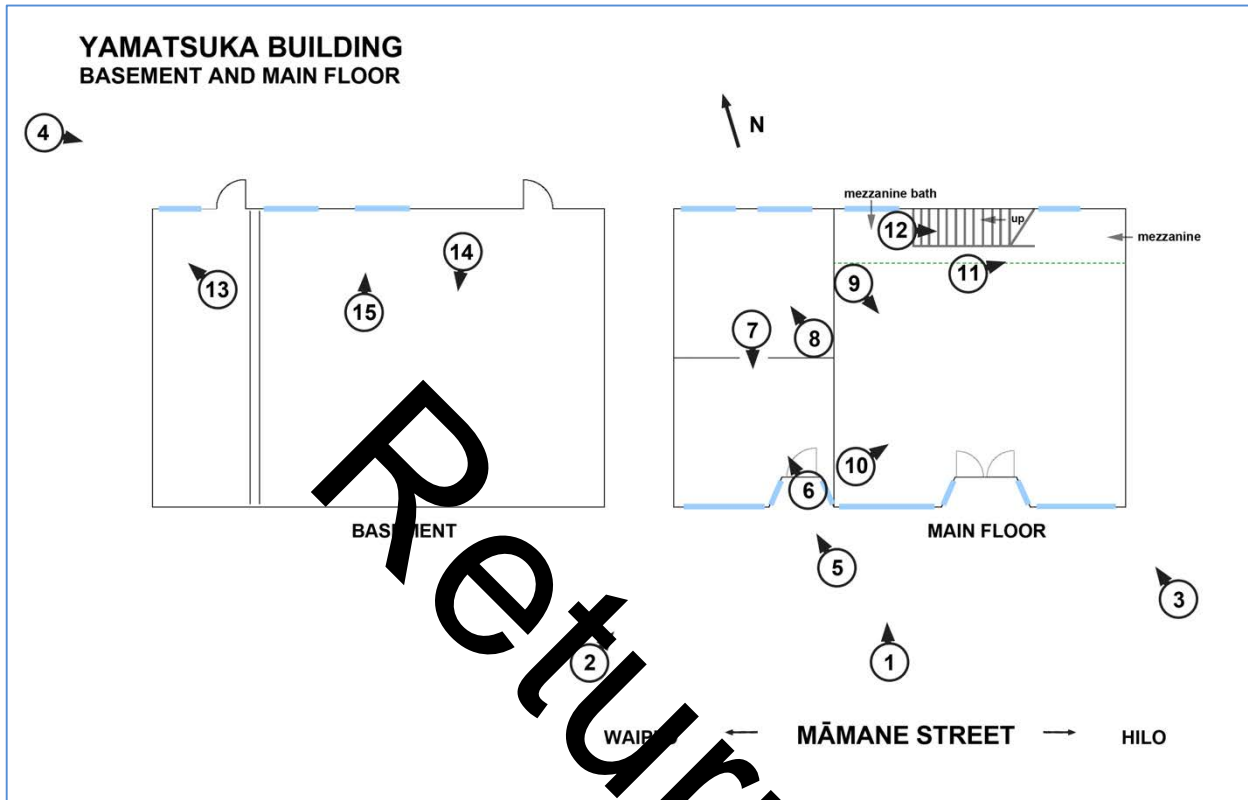 YAMATSUKA BUILDING
BASEMENT AND MAIN FLOOR
4
N
mezzanine bath
12
up
mezzanine
14
13
15
9
11
7
8
10
6
BASEMENT
MAIN FLOOR
5
3
2
1
MĀMANE STREET
HILO